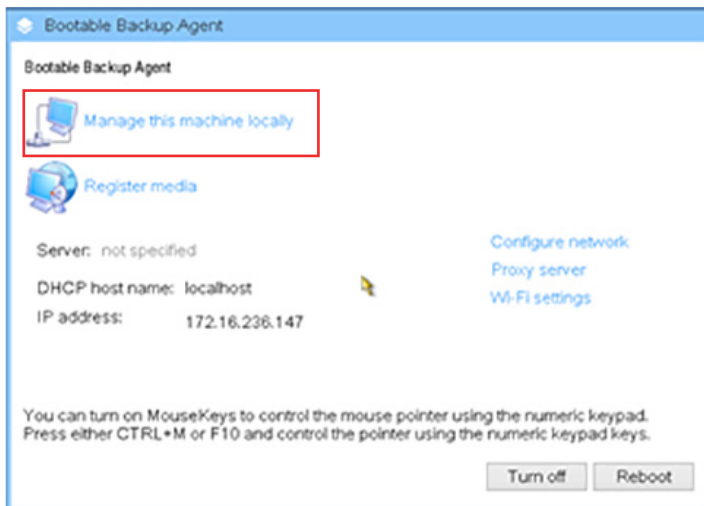 Bootable Backup Agent
Bootable Backup Agent
Manage this machine locally
Register media
Server: not specified
Configure network
Proxy server
DHCP host name: localhost
Wi-Fi settings
IP address: 172.16.236.147
You can turn on MouseKeys to control the mouse pointer using the numeric keypad.
Press either CTRL+M or F10 and control the pointer using the numeric keypad keys.
Turn off Reboot